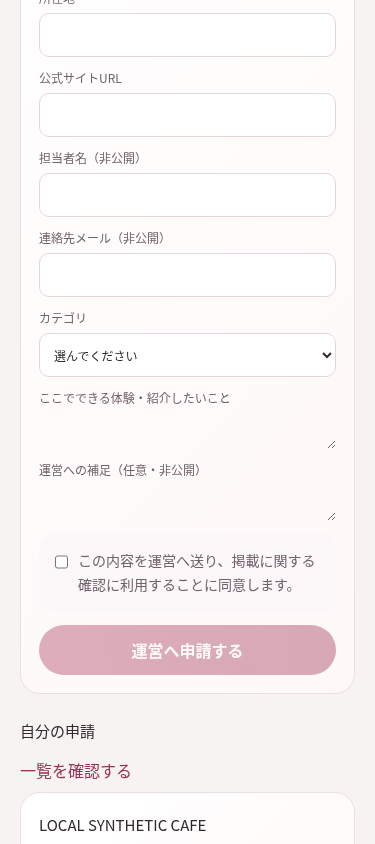 公式サイトURL
担当者名（非公開）
連絡先メール（非公開）
カテゴリ
選んでください
ここでできる体験・紹介したいこと
運営への補足（任意・非公開）
この内容を運営へ送り、掲載に関する
確認に利用することに同意します。
運営へ申請する
自分の申請
一覧を確認する
LOCAL SYNTHETIC CAFE